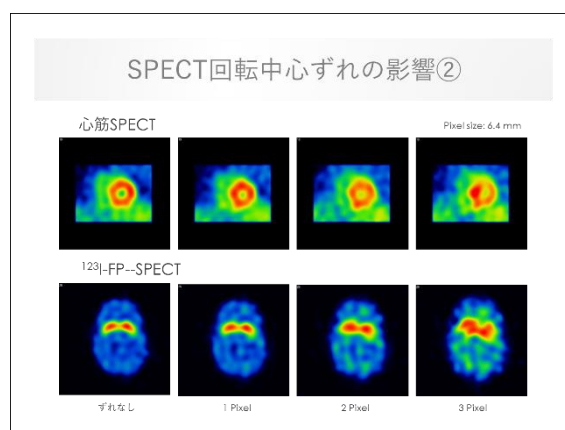 SPECT回転中心ずれの影響②
心筋SPECT
Pixel size: 6.4 mm
¹²³I-FP--SPECT
ずれなし
1 Pixel
2 Pixel
3 Pixel